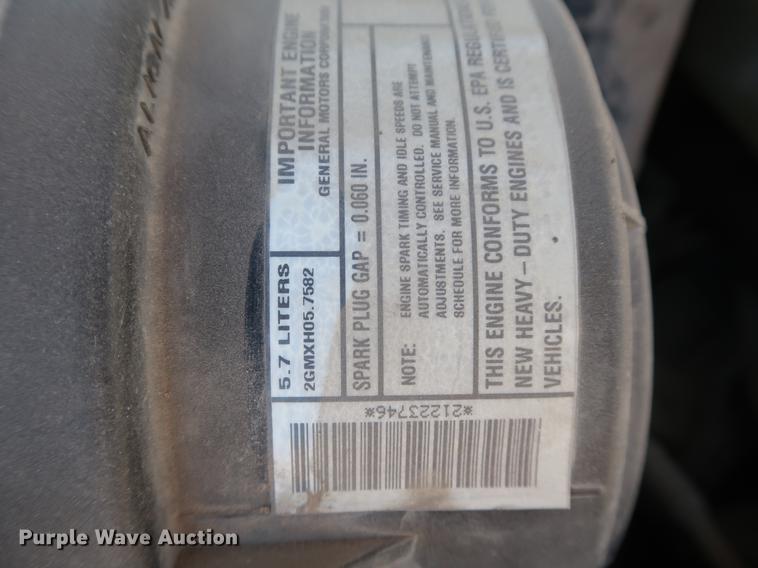 IMPORTANT ENGINE
INFORMATION
GENERAL MOTORS CORPORATION
5.7 LITERS
2GMXH05.7582
SPARK PLUG GAP = 0.060 IN.
NOTE: ENGINE SPARK TIMING AND IDLE SPEEDS ARE
AUTOMATICALLY CONTROLLED. DO NOT ATTEMPT
ADJUSTMENTS. SEE SERVICE MANUAL AND MAINTENANCE
SCHEDULE FOR MORE INFORMATION.
THIS ENGINE CONFORMS TO U.S. EPA REGULATIONS
NEW HEAVY-DUTY ENGINES AND IS CERTIFIED FOR
VEHICLES.
*21223746*
Purple Wave Auction